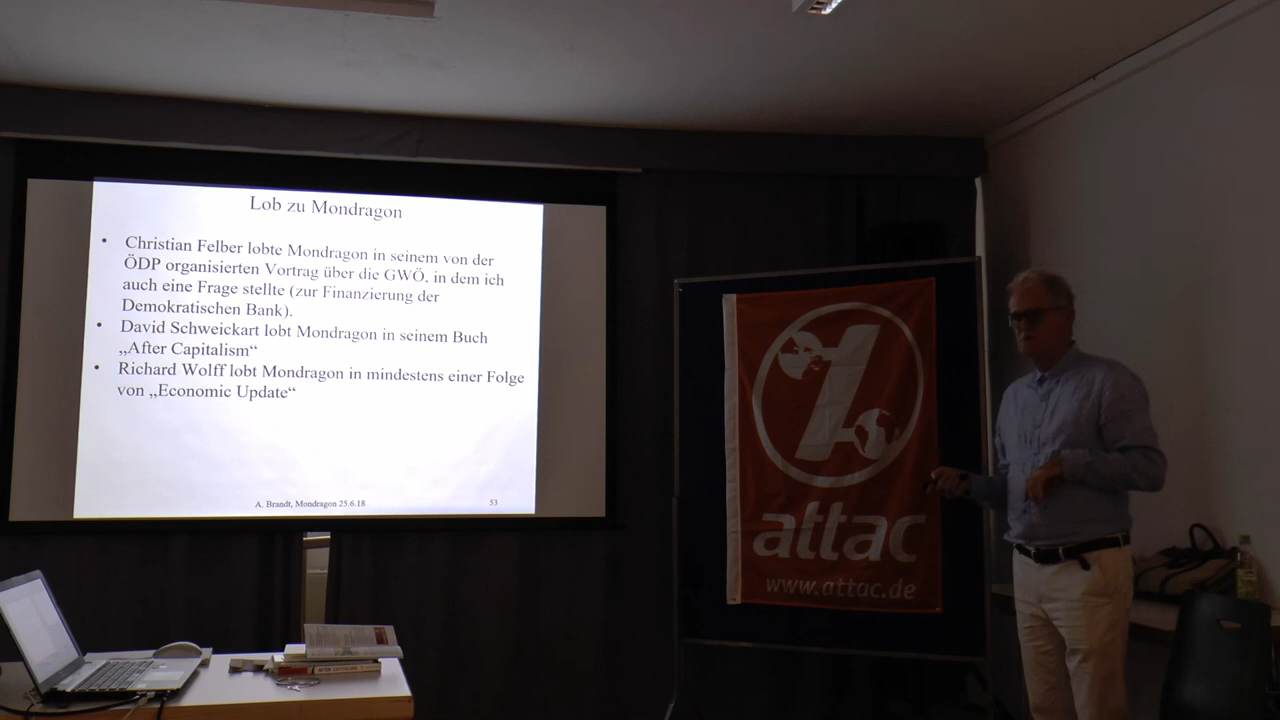 Lob zu Mondragon
• Christian Felber lobte Mondragon in seinem von der
ÖDP organisierten Vortrag über die GWÖ, in dem ich
auch eine Frage stellte (zur Finanzierung der
Demokratischen Bank).
• David Schweickart lobt Mondragon in seinem Buch
„After Capitalism“
• Richard Wolff lobt Mondragon in mindestens einer Folge
von „Economic Update“
A. Brandt, Mondragon 25.6.18
53
attac
www.attac.de
AFTER CAPITALISM